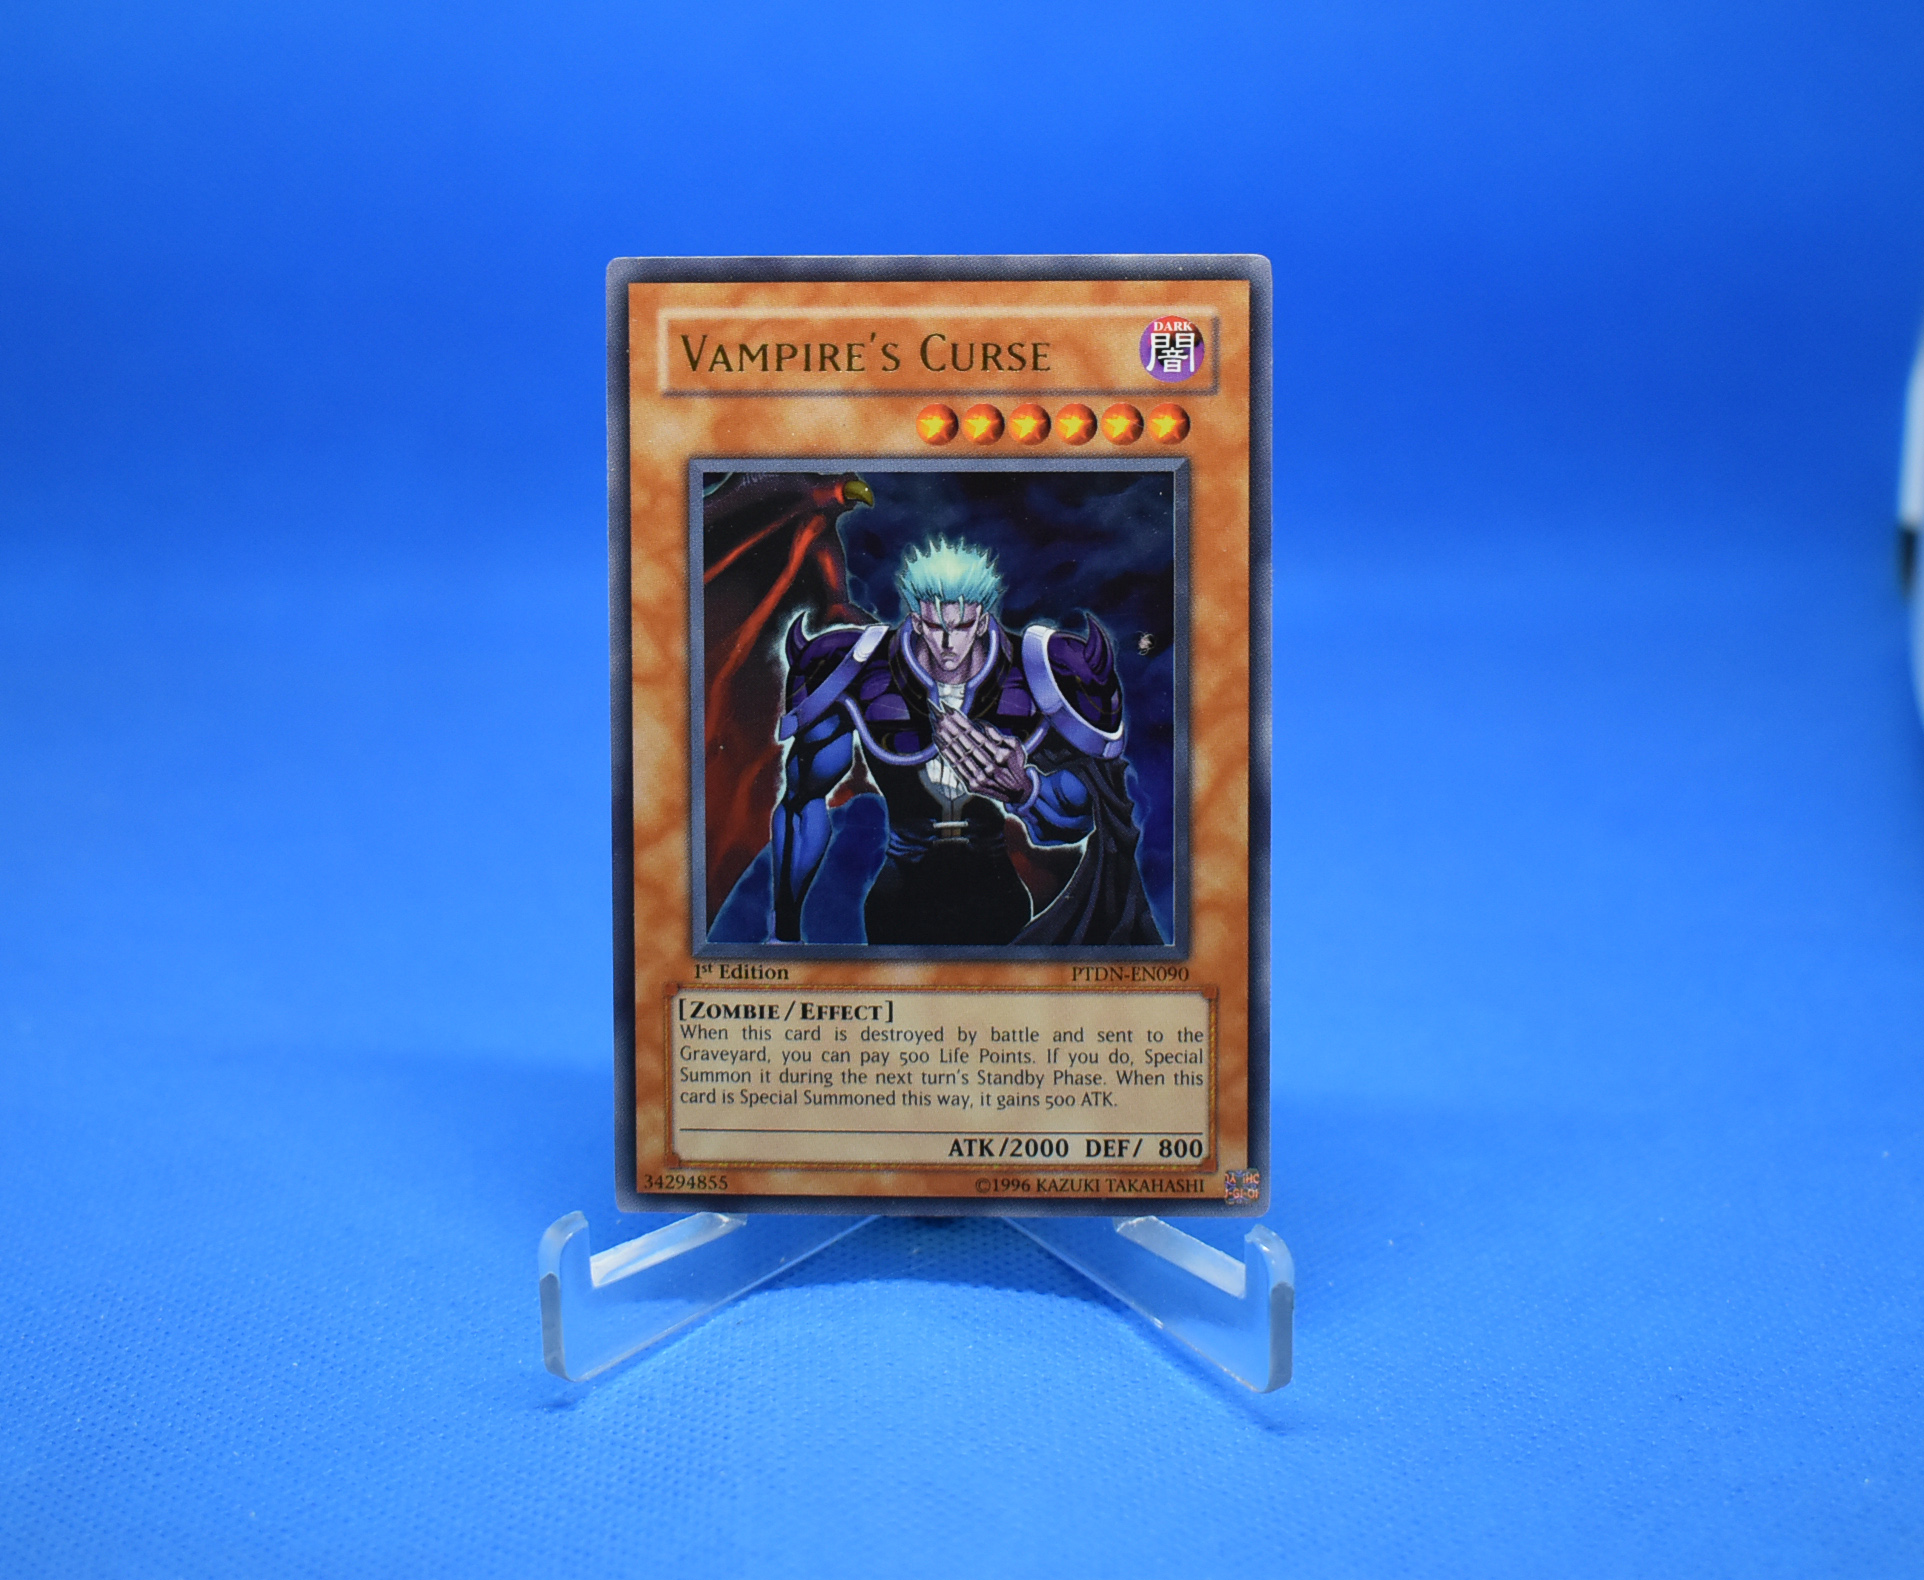 VAMPIRE'S CURSE
DARK
闇
1st Edition
PTDN-EN090
[ZOMBIE/EFFECT]
When this card is destroyed by battle and sent to the
Graveyard, you can pay 500 Life Points. If you do, Special
Summon it during the next turn's Standby Phase. When this
card is Special Summoned this way, it gains 500 ATK.
ATK/2000 DEF/ 800
34294855
©1996 KAZUKI TAKAHASHI